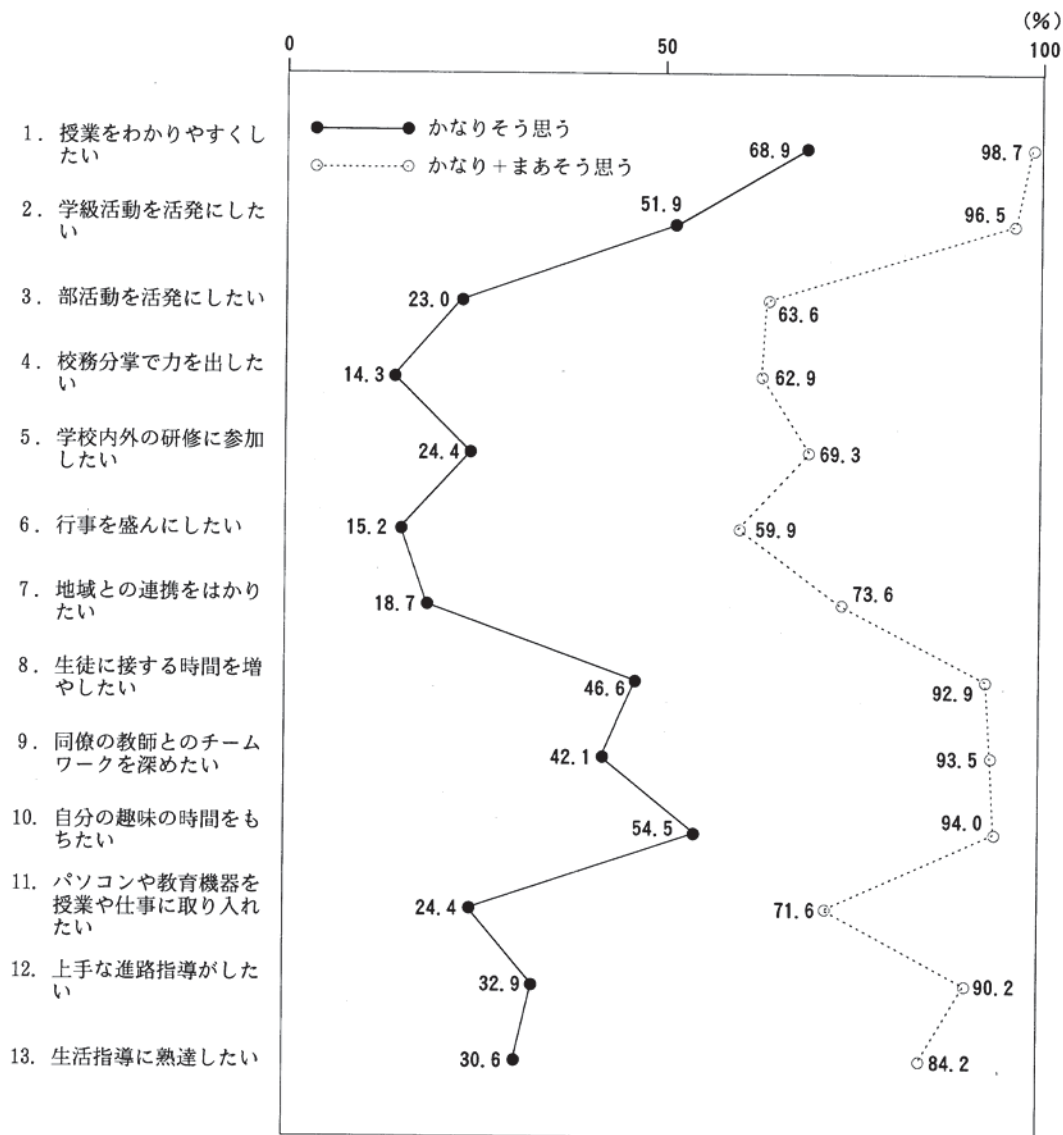 (%)
0 50 100
●―● かなりそう思う
○┄○ かなり＋まあそう思う
1. 授業をわかりやすくし
たい
68.9 98.7
2. 学級活動を活発にした
い
51.9 96.5
3. 部活動を活発にしたい
23.0 63.6
4. 校務分掌で力を出した
い
14.3 62.9
5. 学校内外の研修に参加
したい
24.4 69.3
6. 行事を盛んにしたい
15.2 59.9
7. 地域との連携をはかり
たい
18.7 73.6
8. 生徒に接する時間を増
やしたい
46.6 92.9
9. 同僚の教師とのチーム
ワークを深めたい
42.1 93.5
10. 自分の趣味の時間をも
ちたい
54.5 94.0
11. パソコンや教育機器を
授業や仕事に取り入れ
たい
24.4 71.6
12. 上手な進路指導がした
い
32.9 90.2
13. 生活指導に熟達したい
30.6 84.2